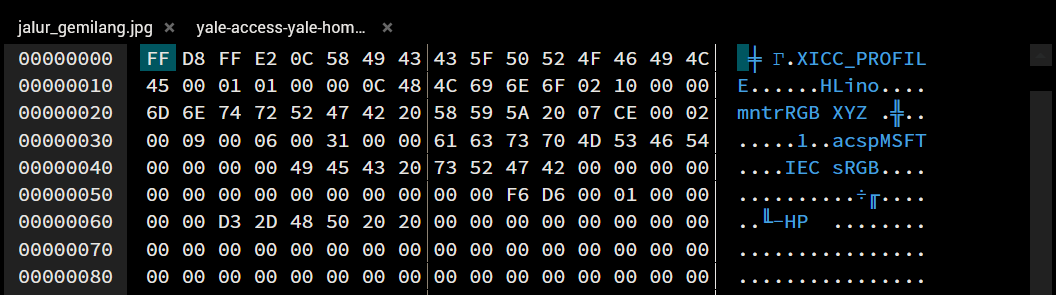 jalur_gemilang.jpg × yale-access-yale-hom... ×
00000000 FF D8 FF E2 0C 58 49 43 43 5F 50 52 4F 46 49 4C ╪ Γ.XICC_PROFIL
00000010 45 00 01 01 00 00 0C 48 4C 69 6E 6F 02 10 00 00 E......HLino....
00000020 6D 6E 74 72 52 47 42 20 58 59 5A 20 07 CE 00 02 mntrRGB XYZ .╬..
00000030 00 09 00 06 00 31 00 00 61 63 73 70 4D 53 46 54 .....1..acspMSFT
00000040 00 00 00 00 49 45 43 20 73 52 47 42 00 00 00 00 ....IEC sRGB....
00000050 00 00 00 00 00 00 00 00 00 00 F6 D6 00 01 00 00 ..........÷╓....
00000060 00 00 D3 2D 48 50 20 20 00 00 00 00 00 00 00 00 ..╙-HP  ........
00000070 00 00 00 00 00 00 00 00 00 00 00 00 00 00 00 00 ................
00000080 00 00 00 00 00 00 00 00 00 00 00 00 00 00 00 00 ................